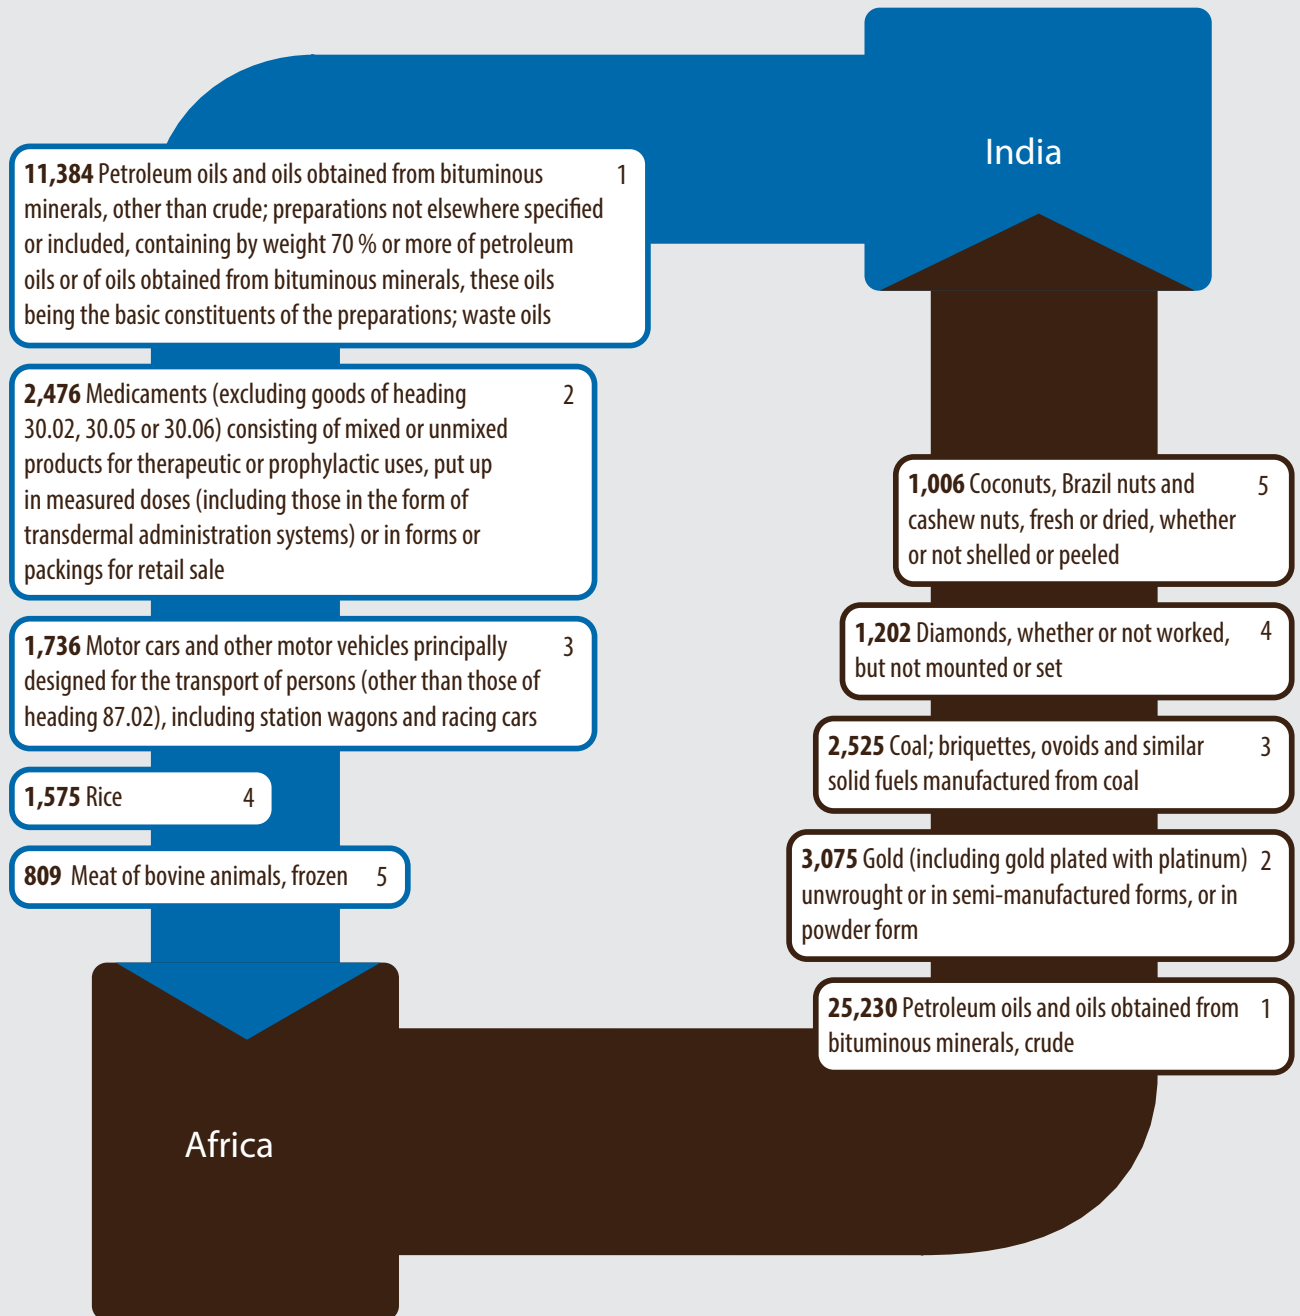 India
11,384 Petroleum oils and oils obtained from bituminous 1
minerals, other than crude; preparations not elsewhere specified
or included, containing by weight 70 % or more of petroleum
oils or of oils obtained from bituminous minerals, these oils
being the basic constituents of the preparations; waste oils
2,476 Medicaments (excluding goods of heading 2
30.02, 30.05 or 30.06) consisting of mixed or unmixed
products for therapeutic or prophylactic uses, put up
in measured doses (including those in the form of
transdermal administration systems) or in forms or
packings for retail sale
1,736 Motor cars and other motor vehicles principally 3
designed for the transport of persons (other than those of
heading 87.02), including station wagons and racing cars
1,575 Rice 4
809 Meat of bovine animals, frozen 5
1,006 Coconuts, Brazil nuts and 5
cashew nuts, fresh or dried, whether
or not shelled or peeled
1,202 Diamonds, whether or not worked, 4
but not mounted or set
2,525 Coal; briquettes, ovoids and similar 3
solid fuels manufactured from coal
3,075 Gold (including gold plated with platinum) 2
unwrought or in semi-manufactured forms, or in
powder form
25,230 Petroleum oils and oils obtained from 1
bituminous minerals, crude
Africa